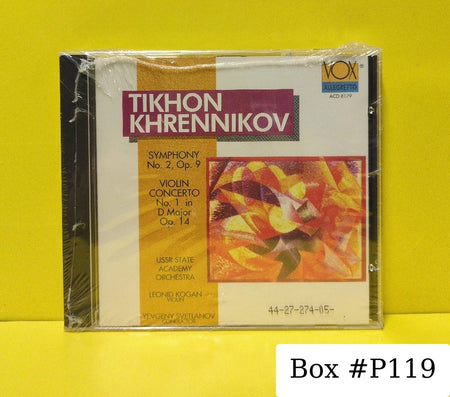 VOX
ALLEGRETTO
ACD 8179
TIKHON
KHRENNIKOV
SYMPHONY
No. 2, Op. 9
VIOLIN
CONCERTO
No. 1 in
D Major
Op. 14
USSR STATE
ACADEMY
ORCHESTRA
LEONID KOGAN
VIOLIN
YEVGENY SVETLANOV
CONDUCTOR
44-27-274-05-
Box #P119